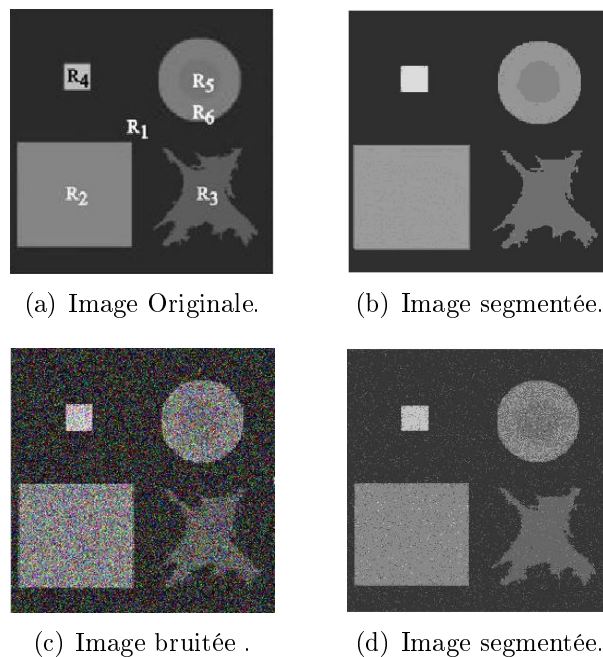 R4
R5
R6
R1
R2
R3
(a) Image Originale.
(b) Image segmentée.
(c) Image bruitée .
(d) Image segmentée.